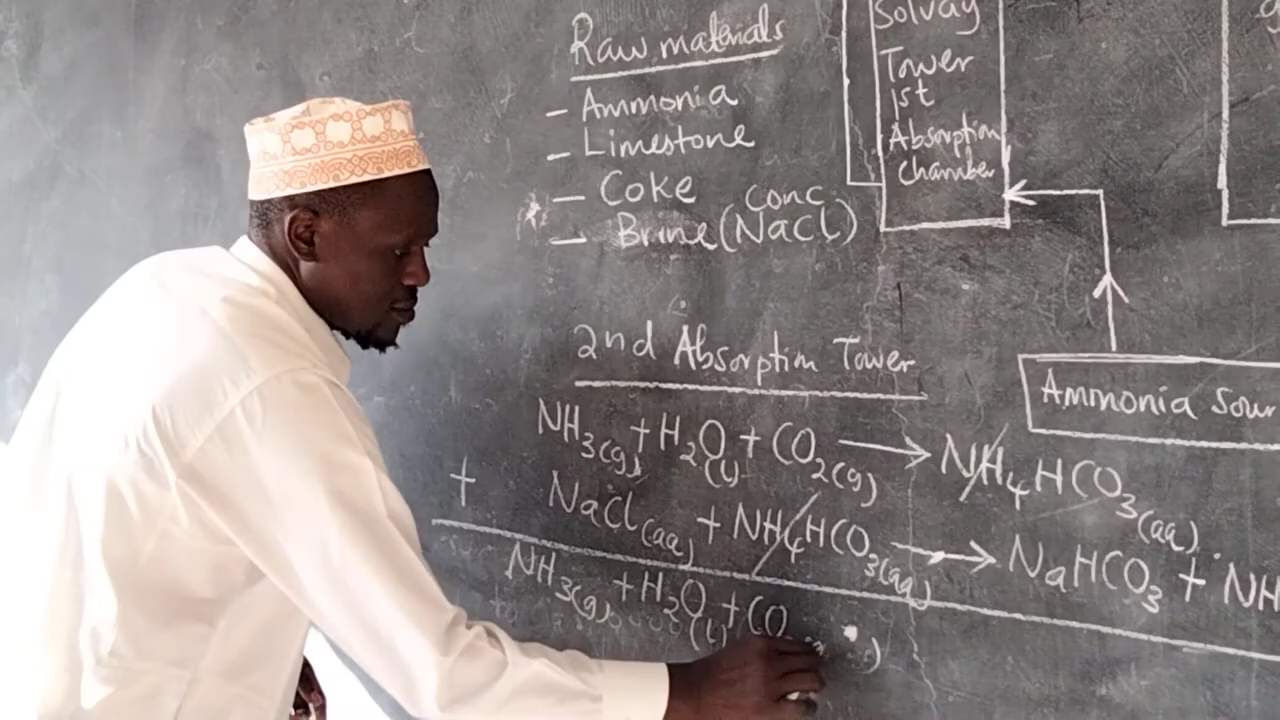 Raw materials
- Ammonia
- Limestone
- Coke
conc
- Brine (NaCl)
Solvay
Tower
1st
Absorption
Chamber
Ammonia Sour
2nd Absorption Tower
NH3(g) + H2O(l) + CO2(g) → NH4HCO3(aq).
+ NaCl(aq) + NH4HCO3(aq) → NaHCO3 + NH
NH3(g) + H2O(l) + CO